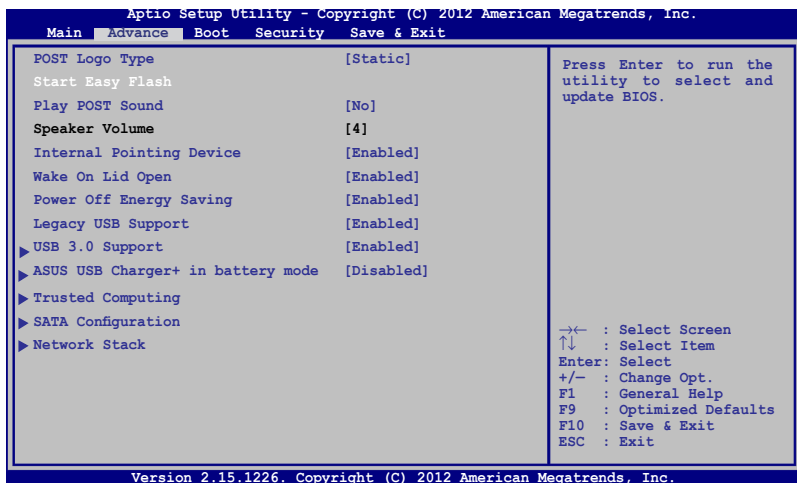 Aptio Setup Utility - Copyright (C) 2012 American Megatrends, Inc.
Main Advance Boot Security Save & Exit
POST Logo Type [Static]
Start Easy Flash
Play POST Sound [No]
Speaker Volume [4]
Internal Pointing Device [Enabled]
Wake On Lid Open [Enabled]
Power Off Energy Saving [Enabled]
Legacy USB Support [Enabled]
USB 3.0 Support [Enabled]
ASUS USB Charger+ in battery mode [Disabled]
Trusted Computing
SATA Configuration
Network Stack
Press Enter to run the
utility to select and
update BIOS.
→← : Select Screen
↑↓ : Select Item
Enter: Select
+/— : Change Opt.
F1 : General Help
F9 : Optimized Defaults
F10 : Save & Exit
ESC : Exit
Version 2.15.1226. Copyright (C) 2012 American Megatrends, Inc.